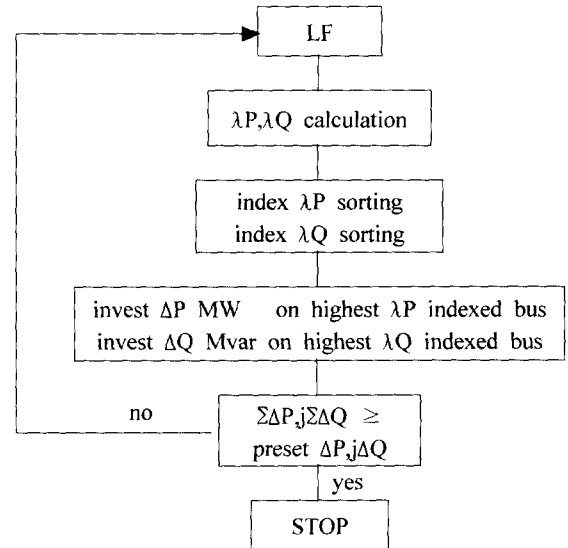 LF
λP,λQ calculation
index λP sorting
index λQ sorting
invest ΔP MW on highest λP indexed bus
invest ΔQ Mvar on highest λQ indexed bus
no
ΣΔP,jΣΔQ ≥
preset ΔP,jΔQ
yes
STOP